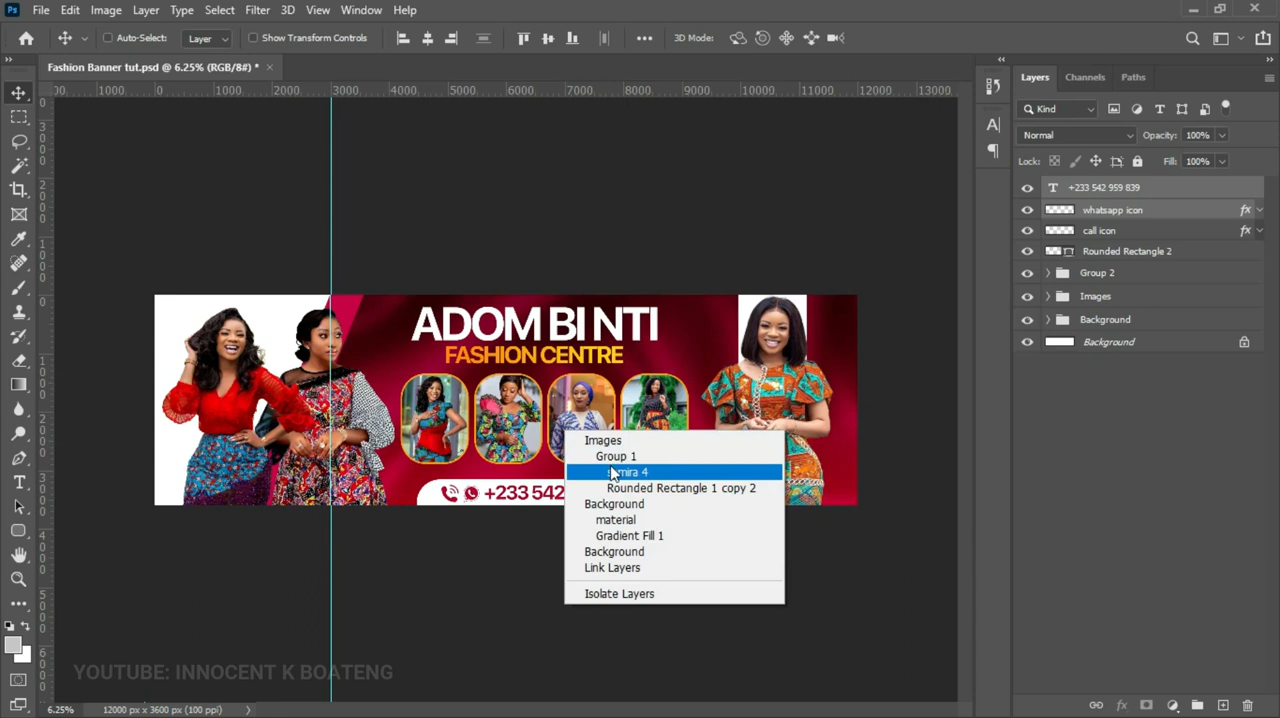 Ps File Edit Image Layer Type Select Filter 3D View Window Help
Auto-Select: Layer Show Transform Controls 3D Mode:
Fashion Banner tut.psd @ 6.25% (RGB/8#) *
1000 0 1000 2000 3000 4000 5000 6000 7000 8000 9000 10000 11000 12000 13000
Layers Channels Paths
Kind
Normal Opacity: 100%
Lock: Fill: 100%
+233 542 959 839
whatsapp icon fx
call icon fx
Rounded Rectangle 2
Group 2
Images
Background
Background
ADOM BI NTI
FASHION CENTRE
+233 542
Images
Group 1
Rounded Rectangle 1 copy 2
Background
material
Gradient Fill 1
Background
Link Layers
Isolate Layers
YOUTUBE: INNOCENT K BOATENG
6.25% 12000 px x 3600 px (100 ppi)